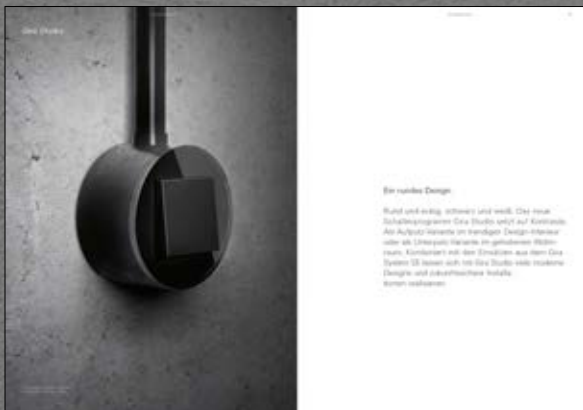 Gira Studio
Ein rundes Design
Rund und eckig, schwarz und weiß. Das neue
Schalterprogramm Gira Studio setzt auf Kontraste.
Als Aufputz-Variante im trendigen Design-Interieur
oder als Unterputz-Variante im gehobenen Wohn-
raum. Kombiniert mit den Einsätzen aus dem Gira
System 55 lassen sich mit Gira Studio viele moderne
Designs und zukunftssichere Installa-
tionen realisieren.